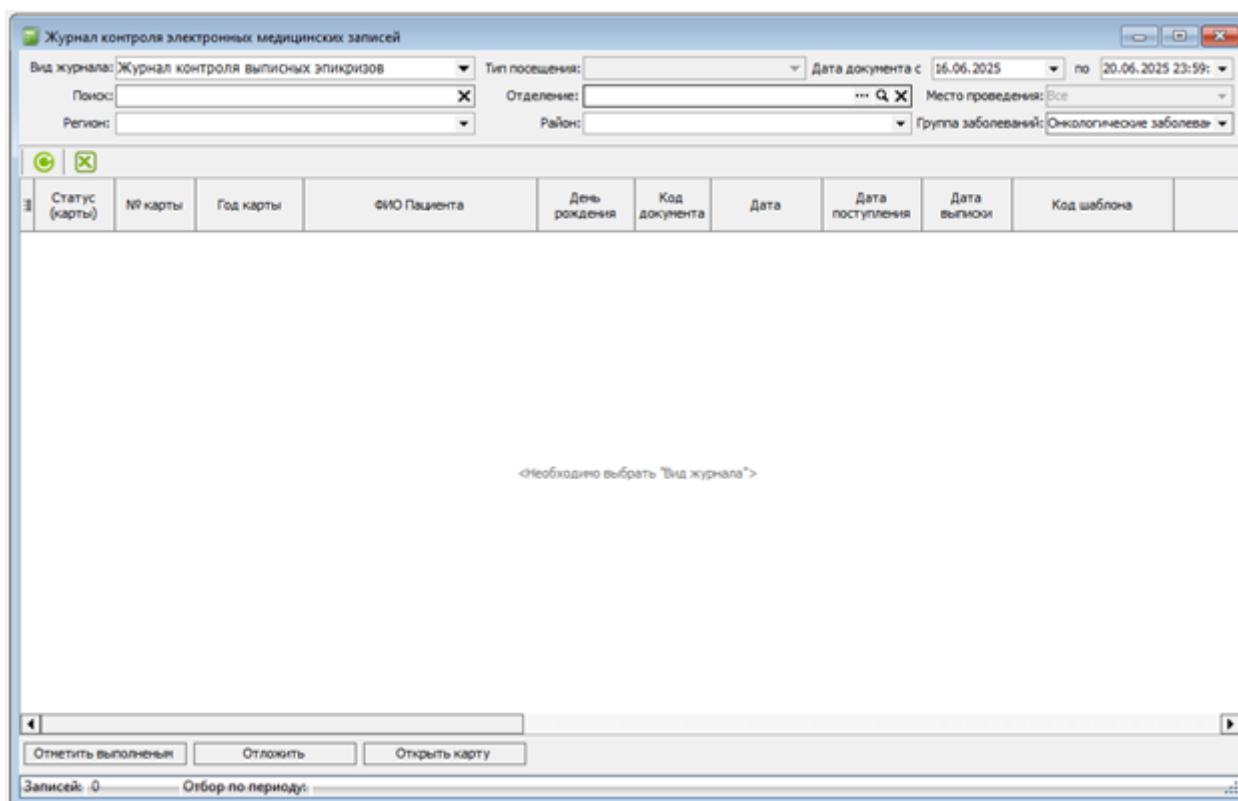 Журнал контроля электронных медицинских записей
Вид журнала: Журнал контроля выписных эпикризов Тип посещения: Дата документа с 16.06.2025 по 20.06.2025 23:59:
Поиск: Отделение: Место проведения: Все
Регион: Район: Группа заболеваний: Онкологические заболеван
Статус (карты) № карты Год карты ФИО Пациента День рождения Код документа Дата Дата поступления Дата выписки Код шаблона
<Необходимо выбрать "Вид журнала">
Отметить выполненым Отложить Открыть карту
Записей: 0 Отбор по периоду: